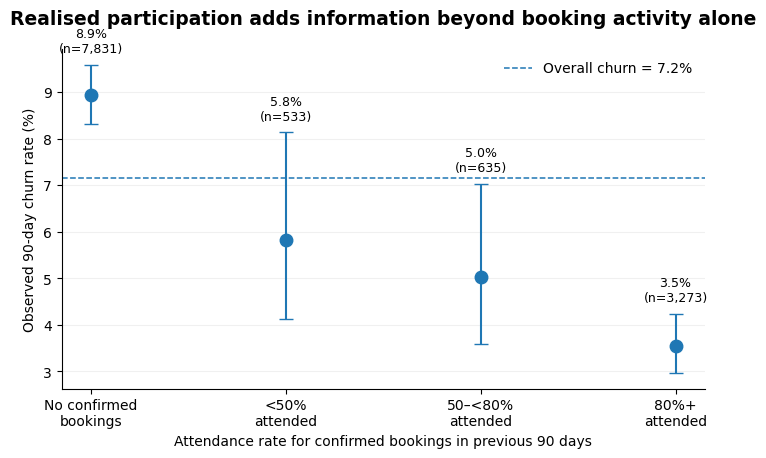 Realised participation adds information beyond booking activity alone
8.9%
(n=7,831)
Overall churn = 7.2%
5.8%
(n=533)
5.0%
(n=635)
3.5%
(n=3,273)
Observed 90-day churn rate (%)
9
8
7
6
5
4
3
No confirmed
bookings
<50%
attended
50–<80%
attended
80%+
attended
Attendance rate for confirmed bookings in previous 90 days